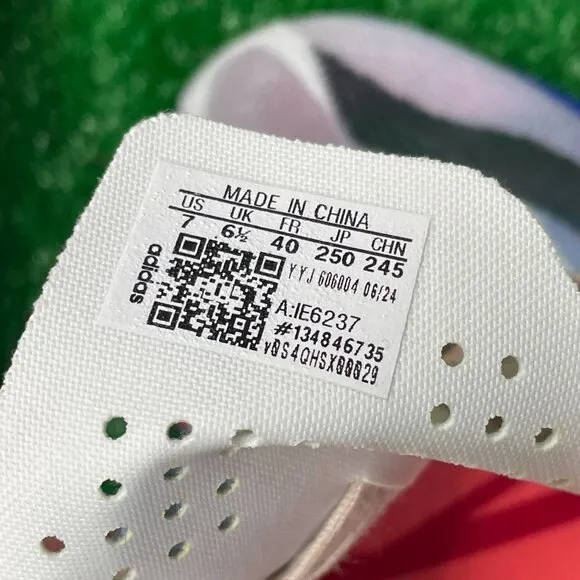 MADE IN CHINA
US UK FR JP CHN
7 6½ 40 250 245
YYJ 606004 06/24
A:IE6237
#134846735
v0S4QHSX00029
adidas